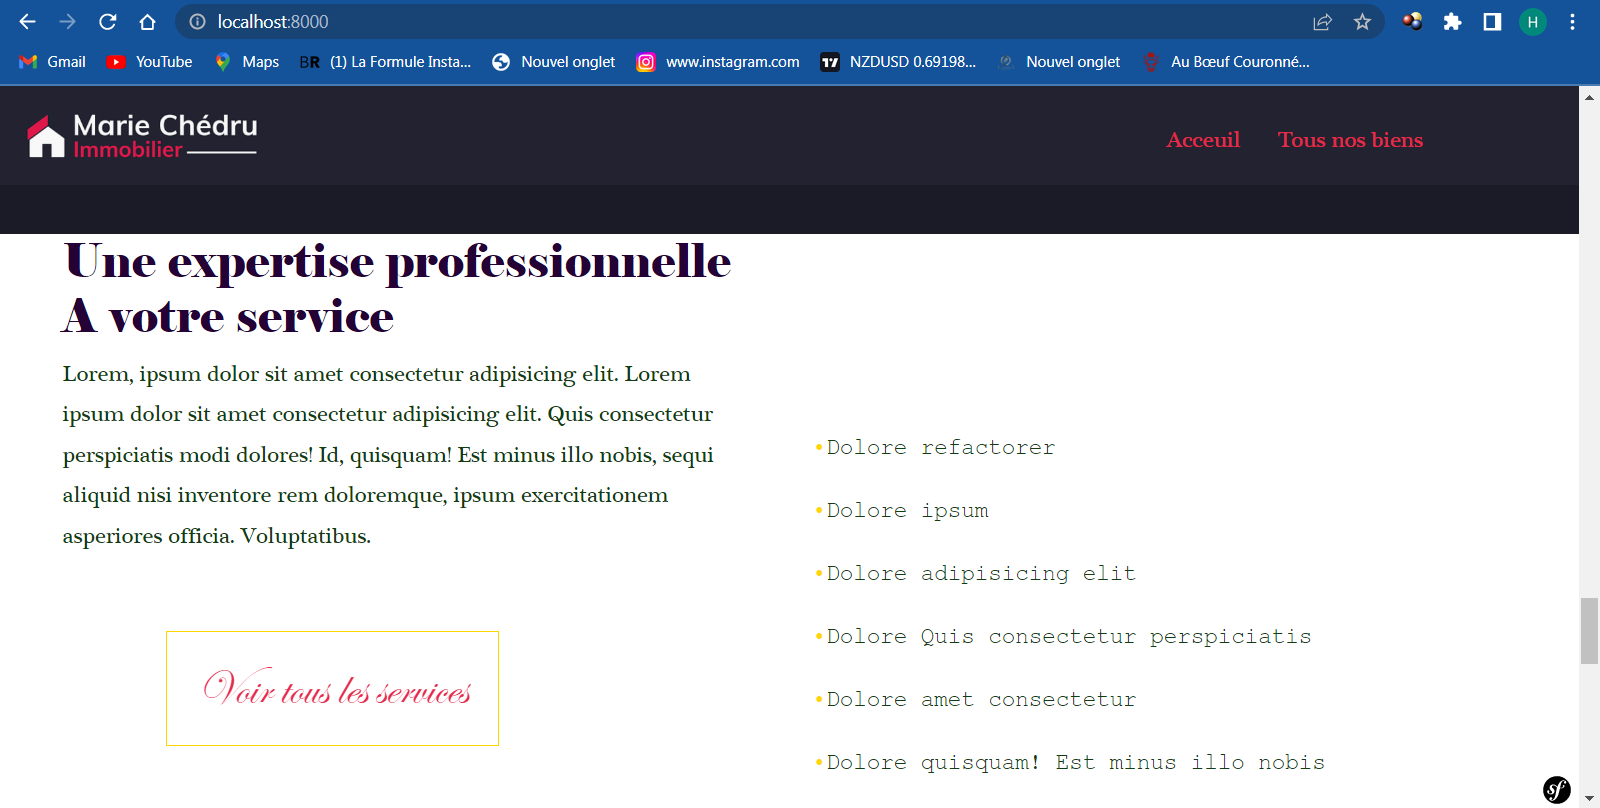 localhost:8000
H
Gmail
YouTube
Maps
BR
(1) La Formule Insta...
Nouvel onglet
www.instagram.com
NZDUSD 0.69198...
Nouvel onglet
Au Bœuf Couronné...
Marie Chédru
Immobilier
Acceuil
Tous nos biens
Une expertise professionnelle
A votre service
Lorem, ipsum dolor sit amet consectetur adipisicing elit. Lorem
ipsum dolor sit amet consectetur adipisicing elit. Quis consectetur
perspiciatis modi dolores! Id, quisquam! Est minus illo nobis, sequi
aliquid nisi inventore rem doloremque, ipsum exercitationem
asperiores officia. Voluptatibus.
Voir tous les services
•Dolore refactorer
•Dolore ipsum
•Dolore adipisicing elit
•Dolore Quis consectetur perspiciatis
•Dolore amet consectetur
•Dolore quisquam! Est minus illo nobis
sf